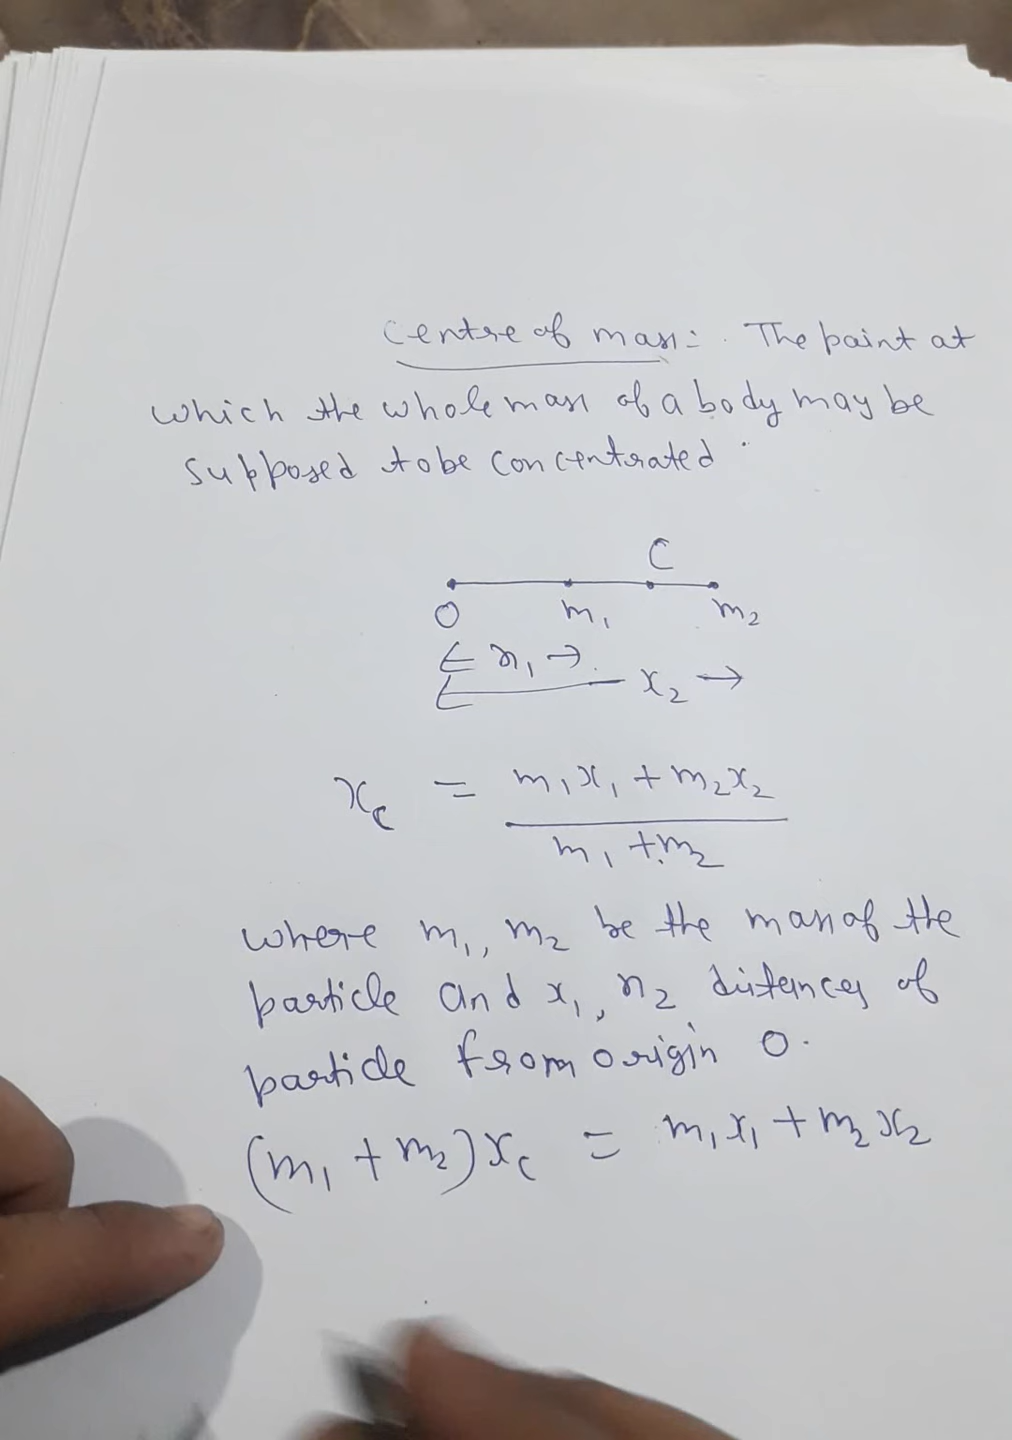 Centre of mass :- The point at
which the whole mass of a body may be
supposed to be concentrated.
C
O m₁ m₂
← x₁ →
← x₂ →
x_c = (m₁x₁ + m₂x₂) / (m₁ + m₂)
where m₁, m₂ be the mass of the
particle and x₁, x₂ distances of
particle from origin O.
(m₁ + m₂)x_c = m₁x₁ + m₂x₂